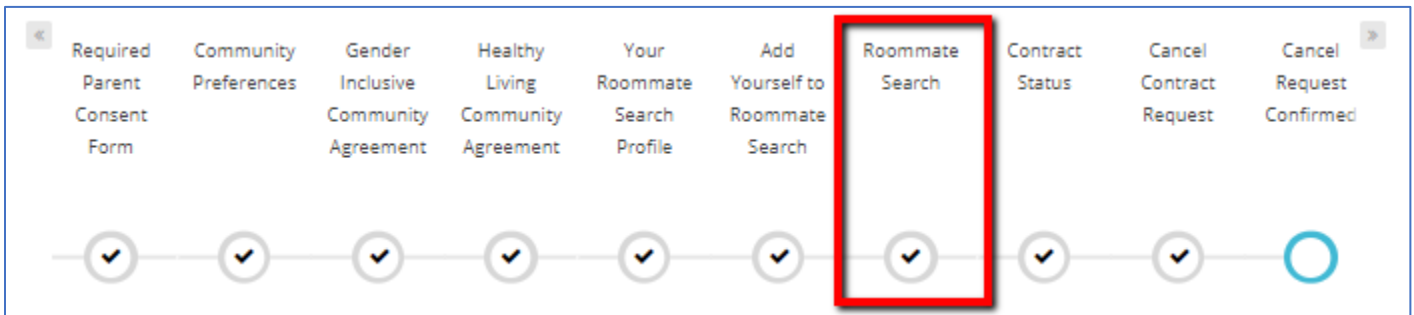 «
Required
Parent
Consent
Form
Community
Preferences
Gender
Inclusive
Community
Agreement
Healthy
Living
Community
Agreement
Your
Roommate
Search
Profile
Add
Yourself to
Roommate
Search
Roommate
Search
Contract
Status
Cancel
Contract
Request
Cancel
Request
Confirmed
»